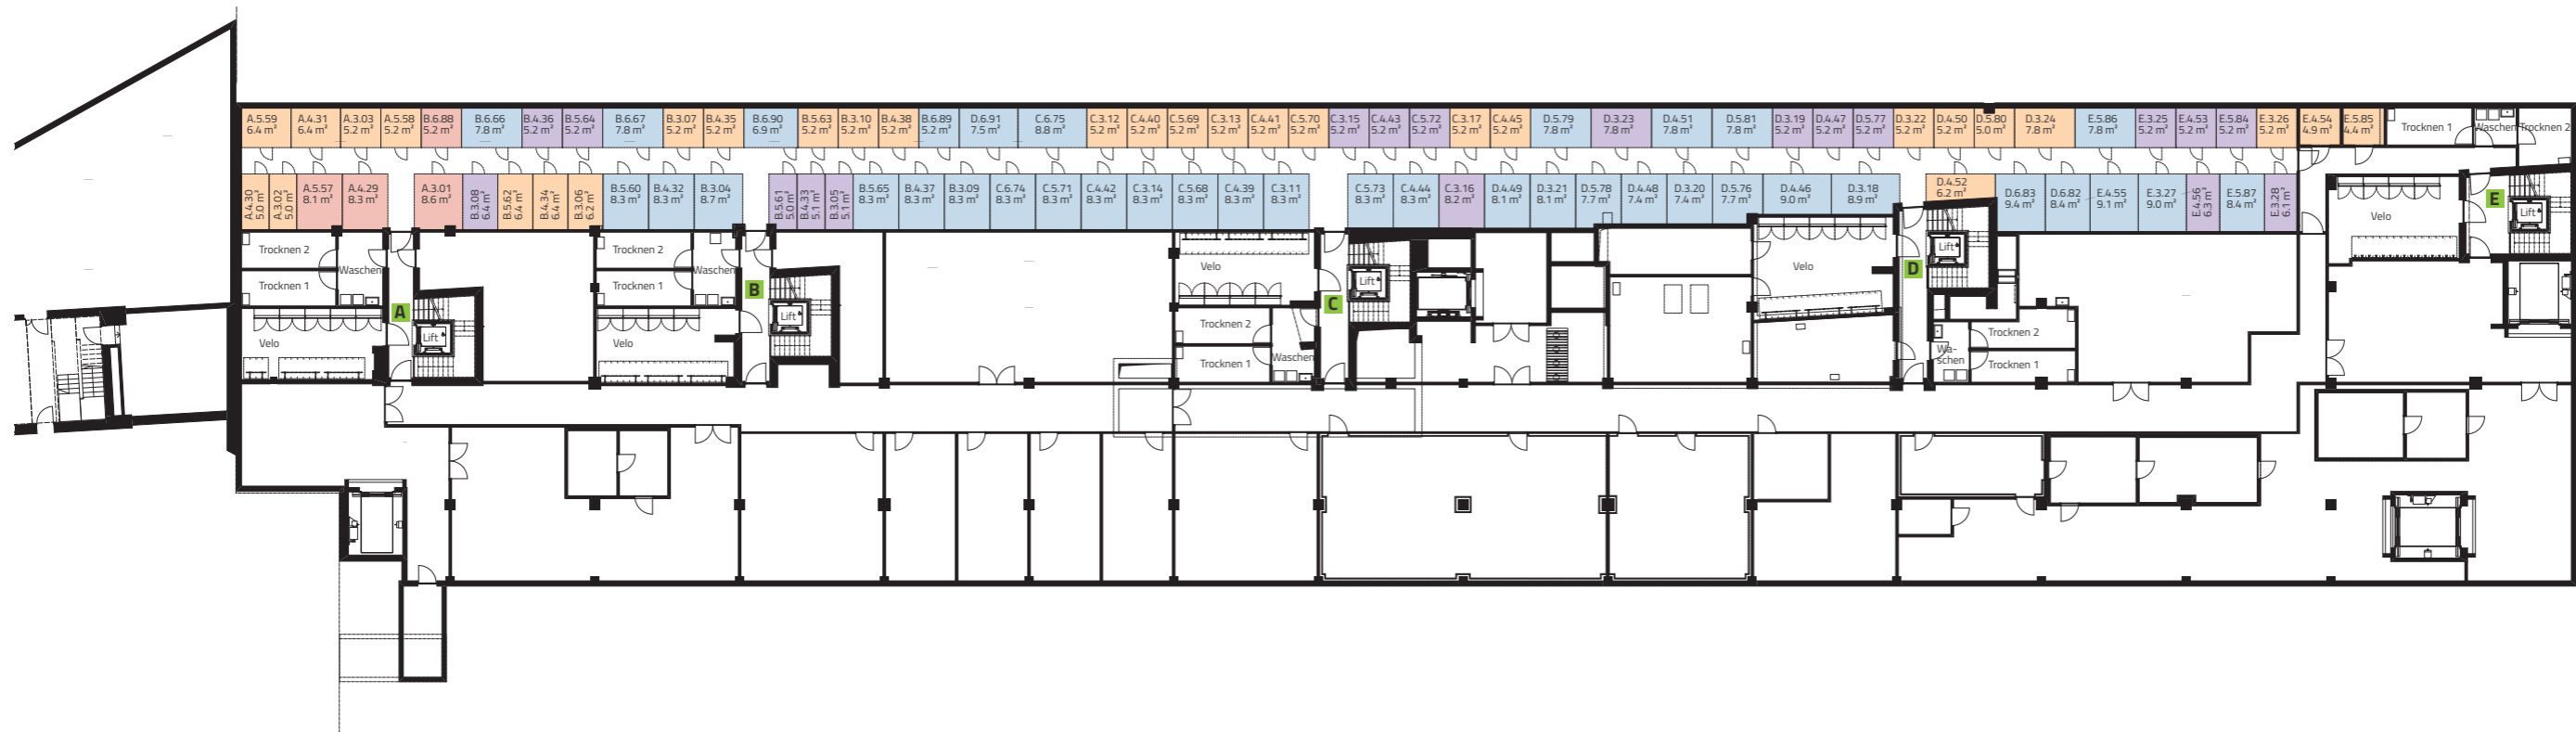 A.5.59
6.4 m²
A.4.31
6.4 m²
A.3.03
5.2 m²
A.5.58
5.2 m²
B.6.88
5.2 m²
B.6.66
7.8 m²
B.4.36
5.2 m²
B.5.64
5.2 m²
B.6.67
7.8 m²
B.3.07
5.2 m²
B.4.35
5.2 m²
B.6.90
6.9 m²
B.5.63
5.2 m²
B.3.10
5.2 m²
B.4.38
5.2 m²
B.6.89
5.2 m²
D.6.91
7.5 m²
C.6.75
8.8 m²
C.3.12
5.2 m²
C.4.40
5.2 m²
C.5.69
5.2 m²
C.3.13
5.2 m²
C.4.41
5.2 m²
C.5.70
5.2 m²
C.3.15
5.2 m²
C.4.43
5.2 m²
C.5.72
5.2 m²
C.3.17
5.2 m²
C.4.45
5.2 m²
D.5.79
7.8 m²
D.3.23
7.8 m²
D.4.51
7.8 m²
D.5.81
7.8 m²
D.3.19
5.2 m²
D.4.47
5.2 m²
D.5.77
5.2 m²
D.3.22
5.2 m²
D.4.50
5.2 m²
D.5.80
5.0 m²
D.3.24
7.8 m²
E.5.86
7.8 m²
E.3.25
5.2 m²
E.4.53
5.2 m²
E.5.84
5.2 m²
E.3.26
5.2 m²
E.4.54
4.9 m²
E.5.85
4.4 m²
Trocknen 1
Waschen
Trocknen 2
A.4.30
5.0 m²
A.3.02
5.0 m²
A.5.57
8.1 m²
A.4.29
8.3 m²
A.3.01
8.6 m²
B.3.08
6.4 m²
B.5.62
6.4 m²
B.4.34
6.4 m²
B.3.06
6.2 m²
B.5.60
8.3 m²
B.4.32
8.3 m²
B.3.04
8.7 m²
B.5.61
5.0 m²
B.4.33
5.1 m²
B.3.05
5.1 m²
B.5.65
8.3 m²
B.4.37
8.3 m²
B.3.09
8.3 m²
C.6.74
8.3 m²
C.5.71
8.3 m²
C.4.42
8.3 m²
C.3.14
8.3 m²
C.5.68
8.3 m²
C.4.39
8.3 m²
C.3.11
8.3 m²
C.5.73
8.3 m²
C.4.44
8.3 m²
C.3.16
8.2 m²
D.4.49
8.1 m²
D.3.21
8.1 m²
D.5.78
7.7 m²
D.4.48
7.4 m²
D.3.20
7.4 m²
D.5.76
7.7 m²
D.4.46
9.0 m²
D.3.18
8.9 m²
D.4.52
6.2 m²
D.6.83
9.4 m²
D.6.82
8.4 m²
E.4.55
9.1 m²
E.3.27
9.0 m²
E.4.56
6.3 m²
E.5.87
8.4 m²
E.3.28
6.1 m²
Trocknen 2
Waschen
Trocknen 1
Velo
A
Lift
Trocknen 2
Waschen
Trocknen 1
Velo
B
Lift
Velo
Trocknen 2
Waschen
Trocknen 1
C
Lift
Velo
D
Lift
Wa-
schen
Trocknen 2
Trocknen 1
Velo
E
Lift